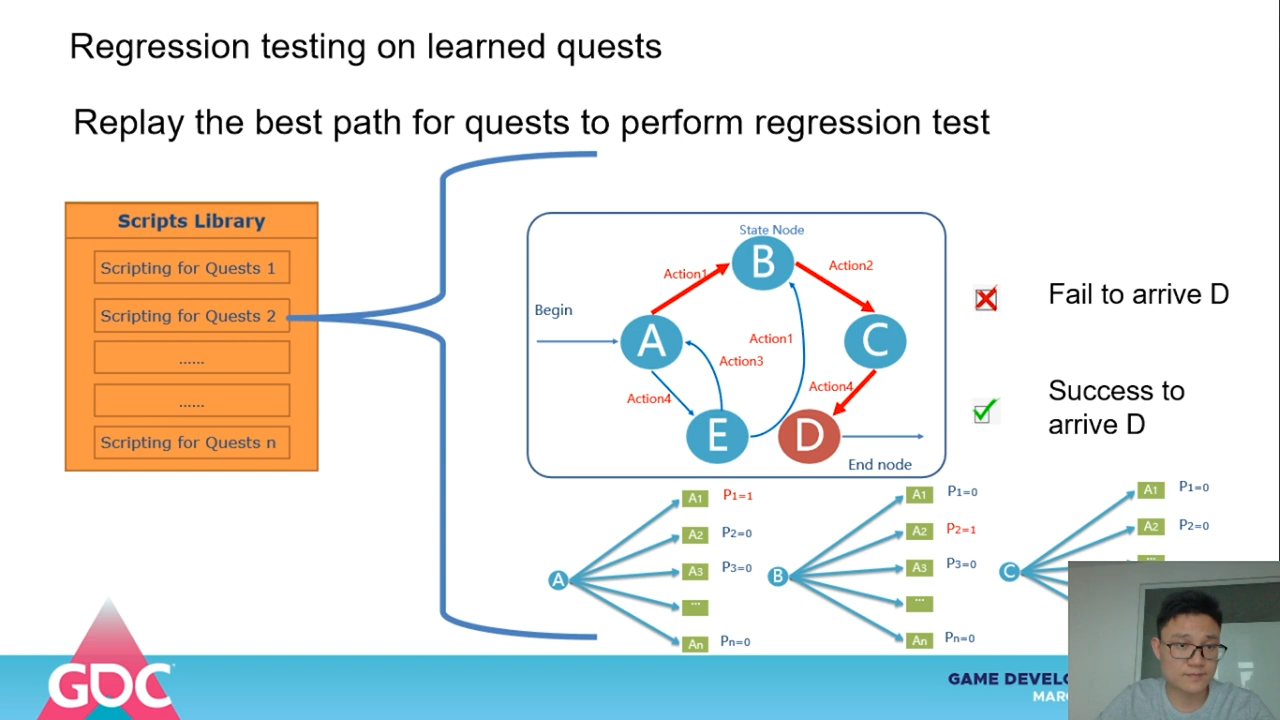 Regression testing on learned quests
Replay the best path for quests to perform regression test
Scripts Library
Scripting for Quests 1
Scripting for Quests 2
......
......
Scripting for Quests n
State Node
B
Action1
Action2
Begin
A
Action1
C
Action3
Action4
Action4
E
D
End node
Fail to arrive D
Success to
arrive D
A
A1 P1=1
A2 P2=0
A3 P3=0
...
An Pn=0
B
A1 P1=0
A2 P2=1
A3 P3=0
...
An Pn=0
C
A1 P1=0
A2 P2=0
GDC
GAME DEVEL
MAR